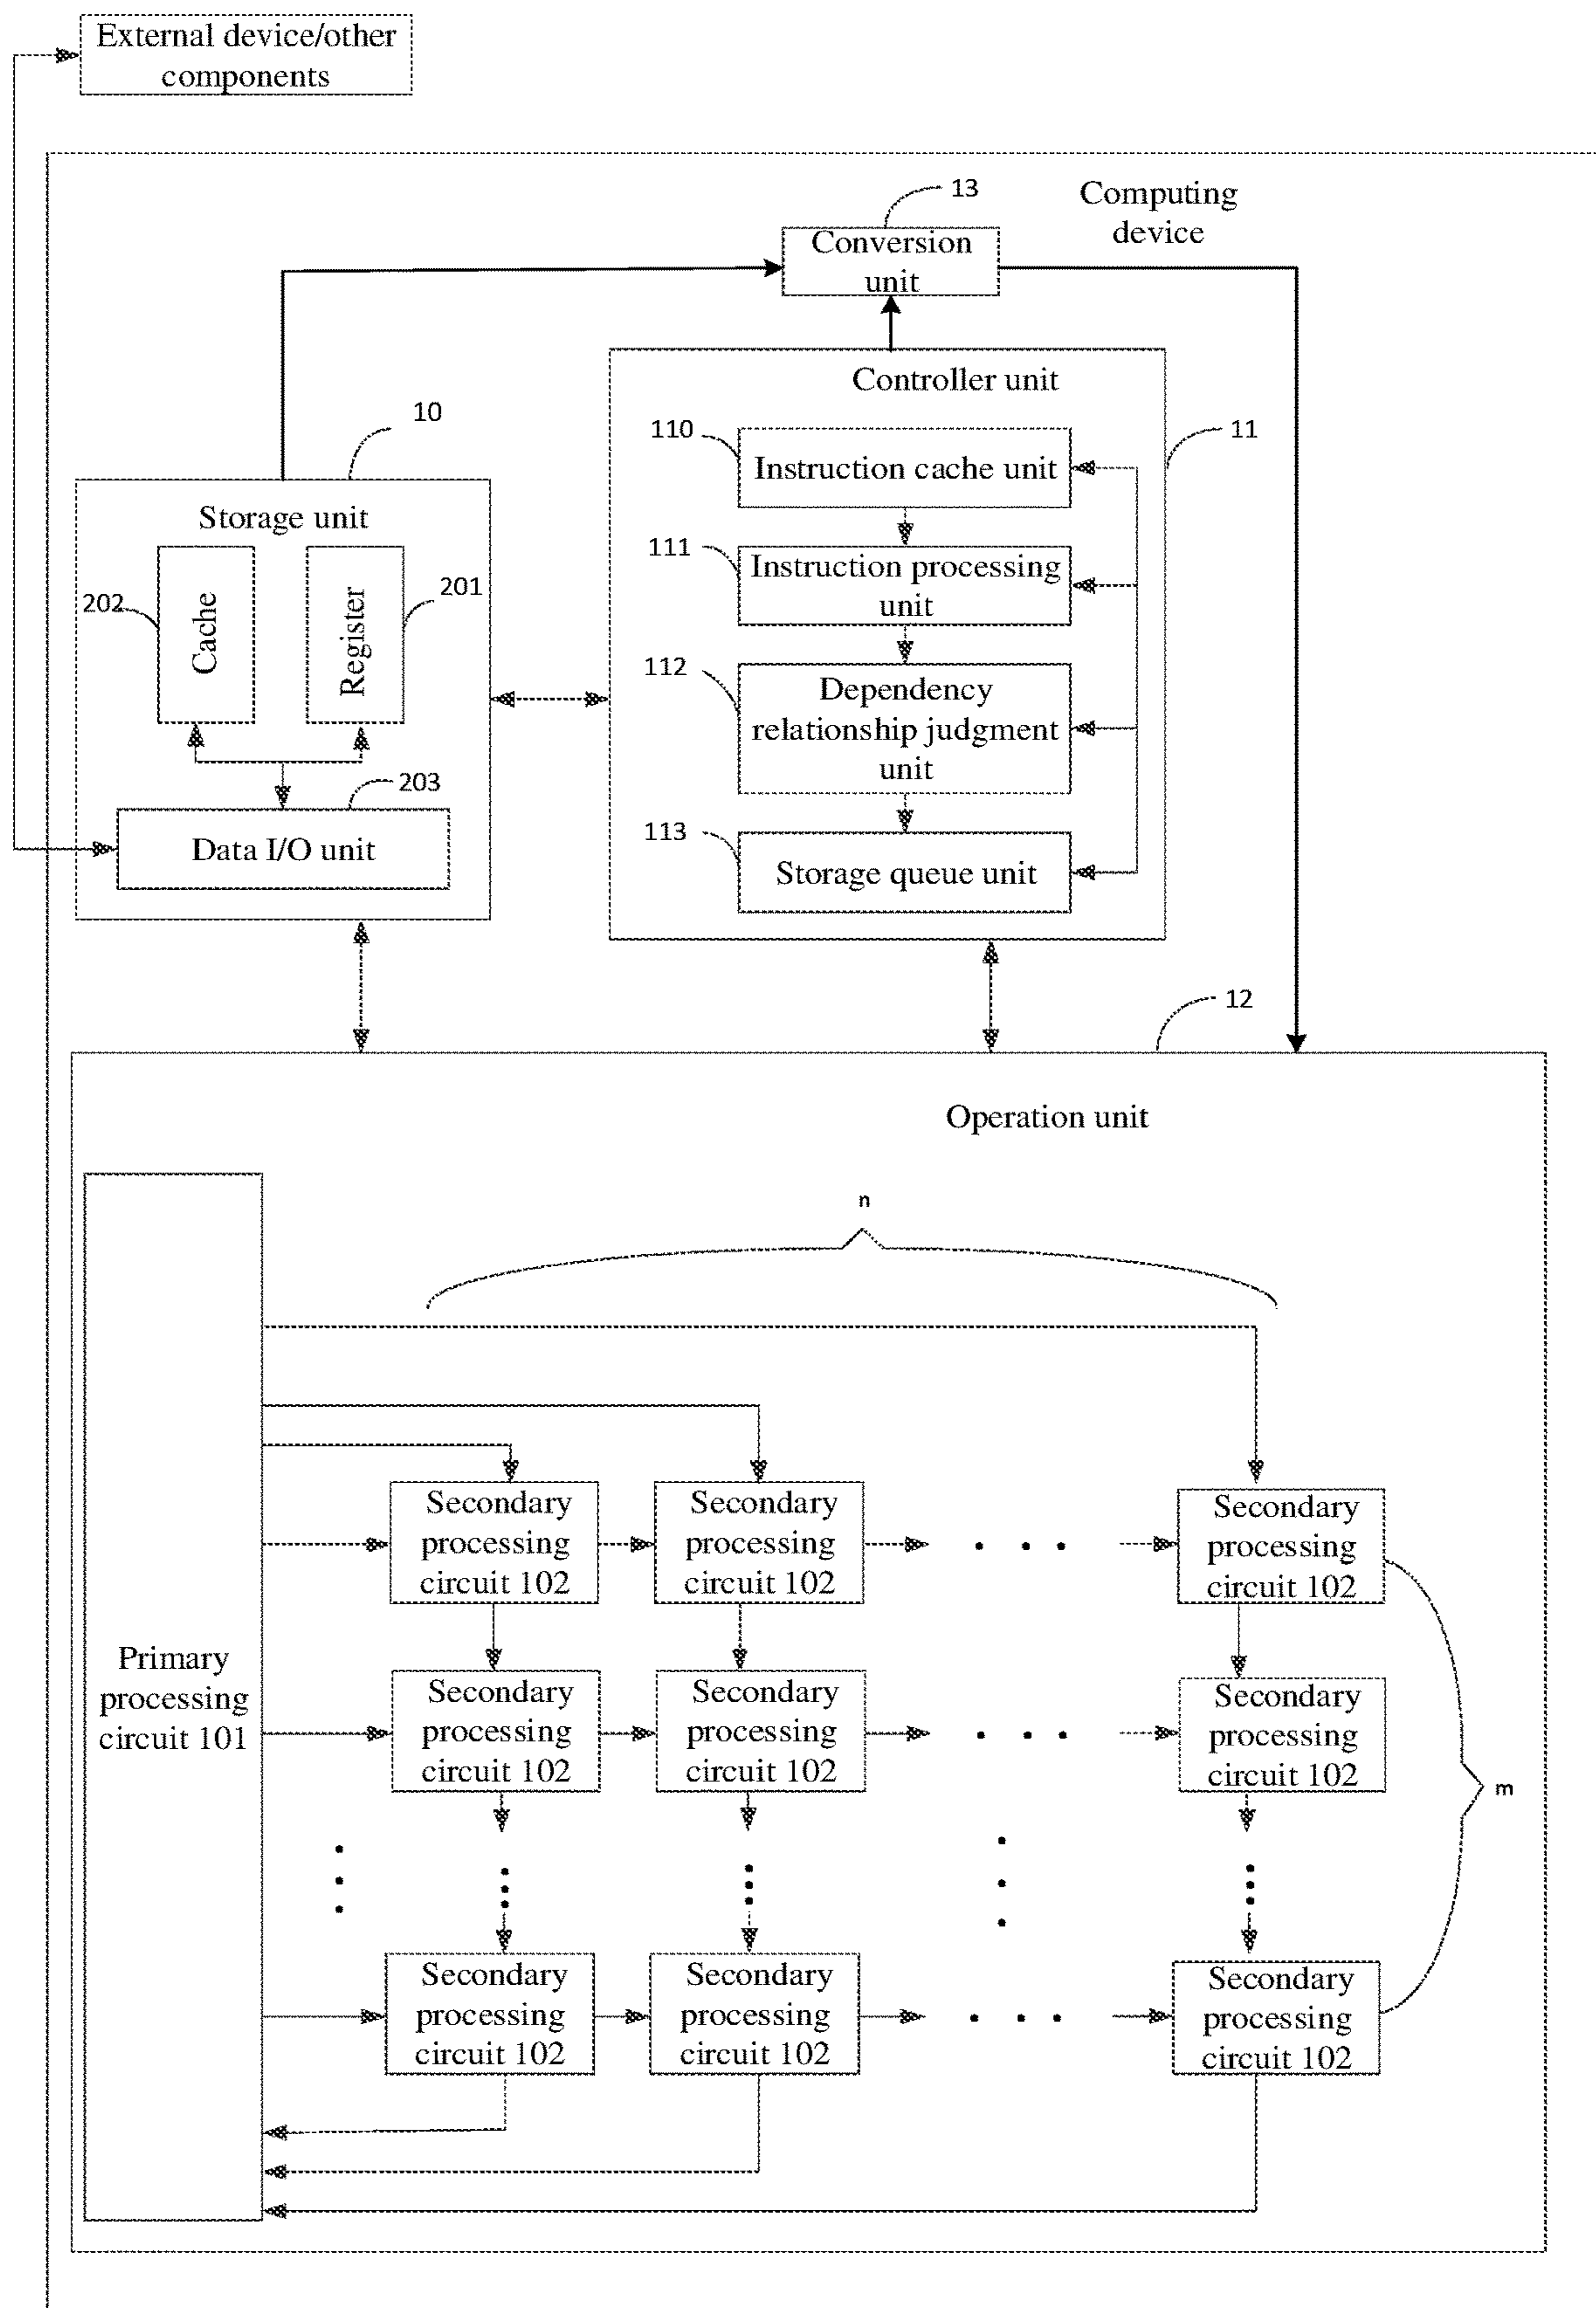 External device/other
components
13
Computing
device
Conversion
unit
Controller unit
10
110
11
Instruction cache unit
Storage unit
111
Instruction processing
unit
202
Cache
Register
201
112
Dependency
relationship judgment
unit
203
Data I/O unit
113
Storage queue unit
12
Operation unit
n
Secondary
processing
circuit 102
Secondary
processing
circuit 102
Secondary
processing
circuit 102
Primary
processing
circuit 101
Secondary
processing
circuit 102
Secondary
processing
circuit 102
Secondary
processing
circuit 102
m
Secondary
processing
circuit 102
Secondary
processing
circuit 102
Secondary
processing
circuit 102